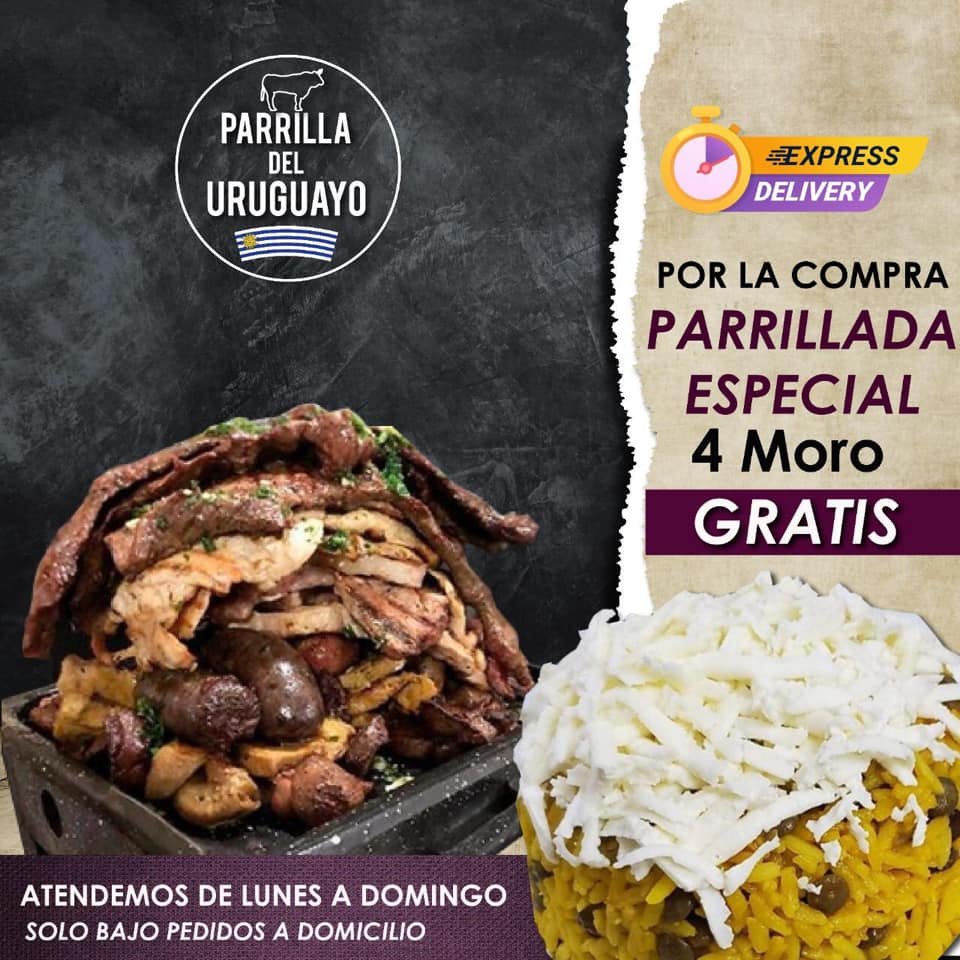 PARRILLA
DEL
URUGUAYO
EXPRESS
DELIVERY
POR LA COMPRA
PARRILLADA
ESPECIAL
4 Moro
GRATIS
ATENDEMOS DE LUNES A DOMINGO
SOLO BAJO PEDIDOS A DOMICILIO